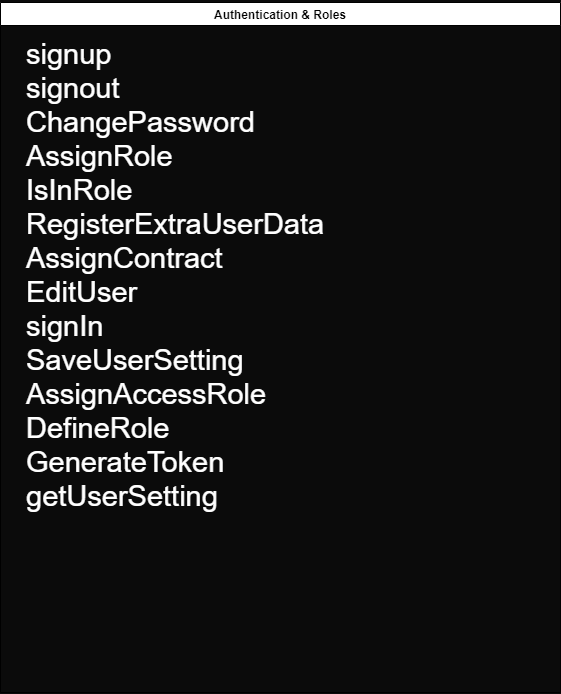 Authentication & Roles
signup
signout
ChangePassword
AssignRole
IsInRole
RegisterExtraUserData
AssignContract
EditUser
signIn
SaveUserSetting
AssignAccessRole
DefineRole
GenerateToken
getUserSetting